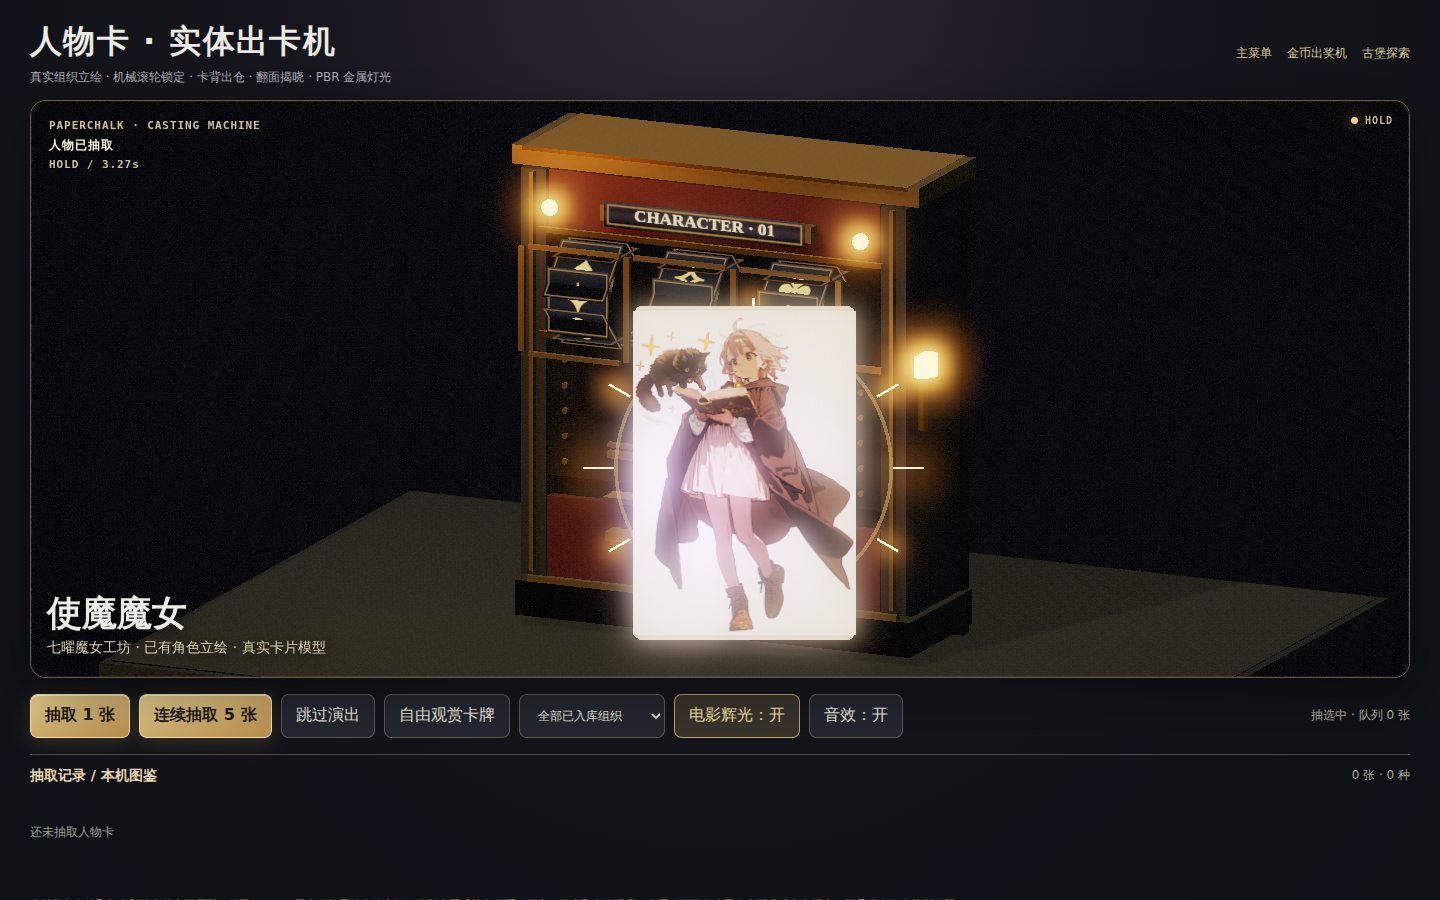 人物卡 · 实体出卡机
真实组织立绘 · 机械滚轮锁定 · 卡背出仓 · 翻面揭晓 · PBR 金属灯光
主菜单 金币出奖机 古堡探索
PAPERCHALK · CASTING MACHINE
人物已抽取
HOLD / 3.27s
HOLD
CHARACTER · 01
使魔魔女
七曜魔女工坊 · 已有角色立绘 · 真实卡片模型
抽取 1 张 连续抽取 5 张 跳过演出 自由观赏卡牌 全部已入库组织 电影辉光：开 音效：开 抽选中 · 队列 0 张
抽取记录 / 本机图鉴 0 张 · 0 种
还未抽取人物卡